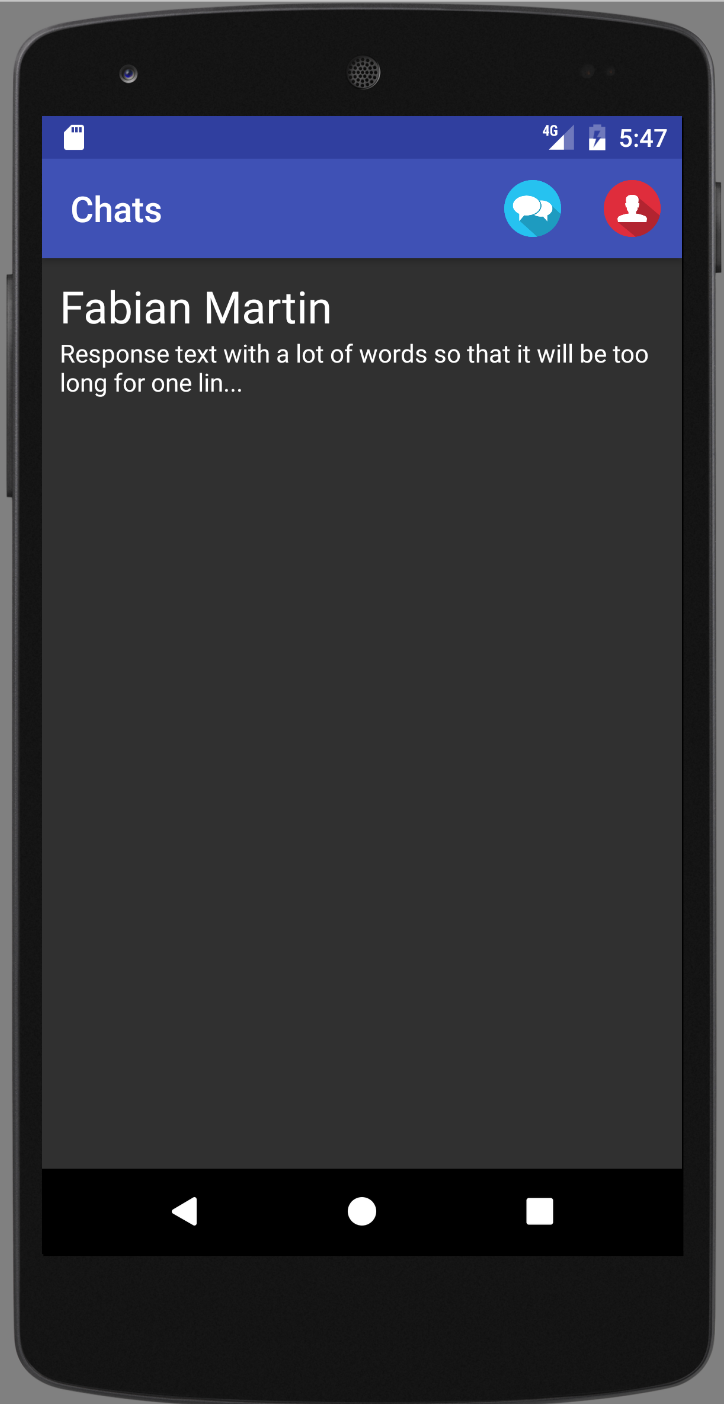 4G 5:47
Chats
Fabian Martin
Response text with a lot of words so that it will be too
long for one lin...